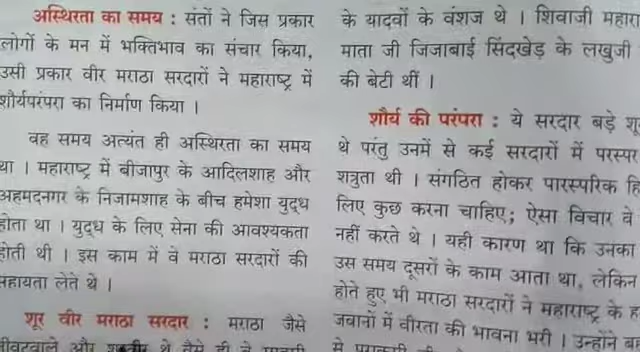 अस्थिरता का समय : संतों ने जिस प्रकार
लोगों के मन में भक्तिभाव का संचार किया,
उसी प्रकार वीर मराठा सरदारों ने महाराष्ट्र में
शौर्यपरंपरा का निर्माण किया ।
वह समय अत्यंत ही अस्थिरता का समय
था । महाराष्ट्र में बीजापुर के आदिलशाह और
अहमदनगर के निजामशाह के बीच हमेशा युद्ध
होता था । युद्ध के लिए सेना की आवश्यकता
होती थी । इस काम में वे मराठा सरदारों की
सहायता लेते थे ।
शूर वीर मराठा सरदार : मराठा जैसे
और थे वैसे ही वे
के यादवों के वंशज थे । शिवाजी
माता जी जिजाबाई सिंदखेड़ के लखुजी
की बेटी थीं ।
शौर्य की परंपरा : ये सरदार बड़े
थे परंतु उनमें से कई सरदारों में परस्पर
शत्रुता थी । संगठित होकर पारस्परिक
लिए कुछ करना चाहिए; ऐसा विचार वे
नहीं करते थे । यही कारण था कि उनका
उस समय दूसरों के काम आता था, लेकिन
होते हुए भी मराठा सरदारों ने महाराष्ट्र के
जवानों में वीरता की भावना भरी । उन्होंने
से